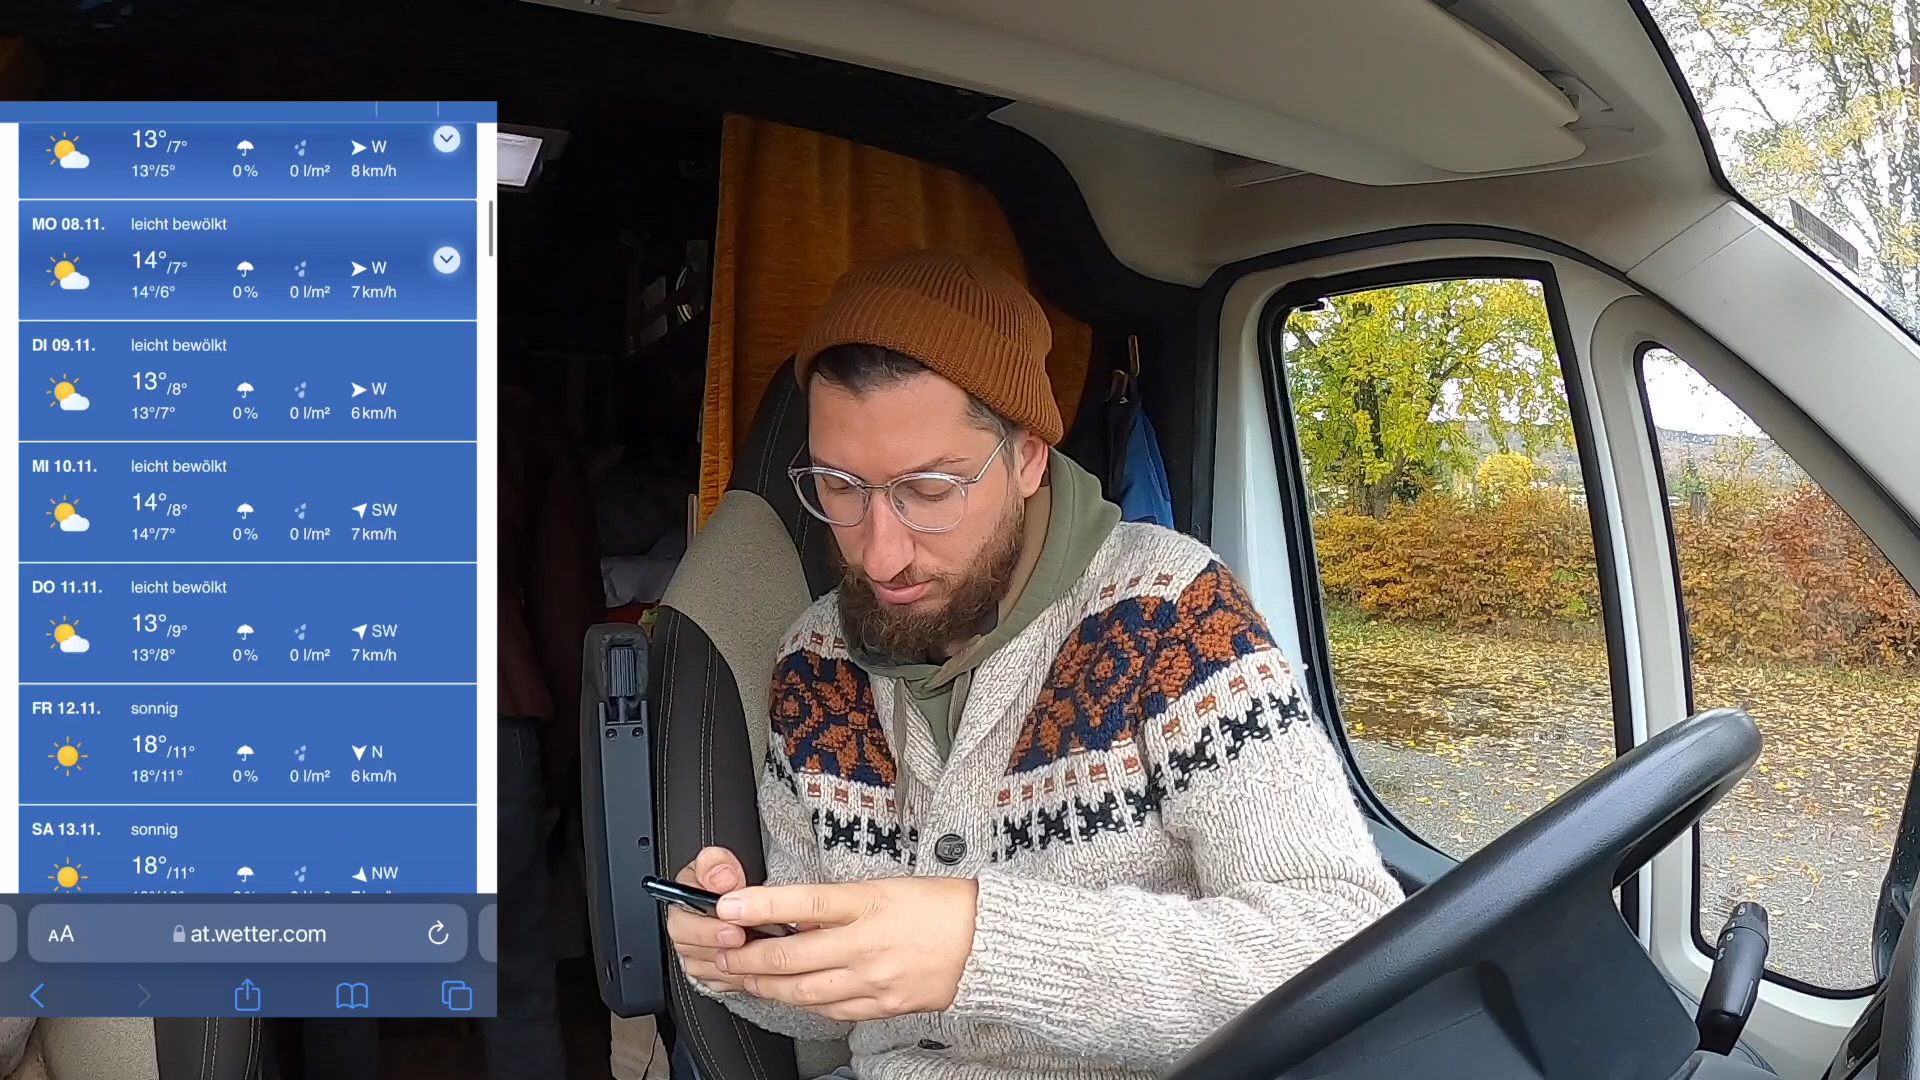 13°/7°
13°/5° 0% 0 l/m² W 8 km/h
MO 08.11. leicht bewölkt
14°/7° W
14°/6° 0% 0 l/m² 7 km/h
DI 09.11. leicht bewölkt
13°/8° W
13°/7° 0% 0 l/m² 6 km/h
MI 10.11. leicht bewölkt
14°/8° SW
14°/7° 0% 0 l/m² 7 km/h
DO 11.11. leicht bewölkt
13°/9° SW
13°/8° 0% 0 l/m² 7 km/h
FR 12.11. sonnig
18°/11° N
18°/11° 0% 0 l/m² 6 km/h
SA 13.11. sonnig
18°/11° NW
AA at.wetter.com